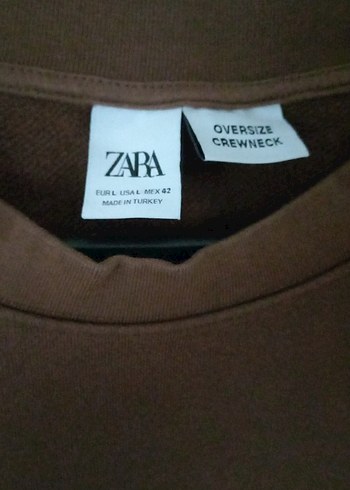 ZARA
EUR L USA L MEX 42
MADE IN TURKEY
OVERSIZE
CREWNECK